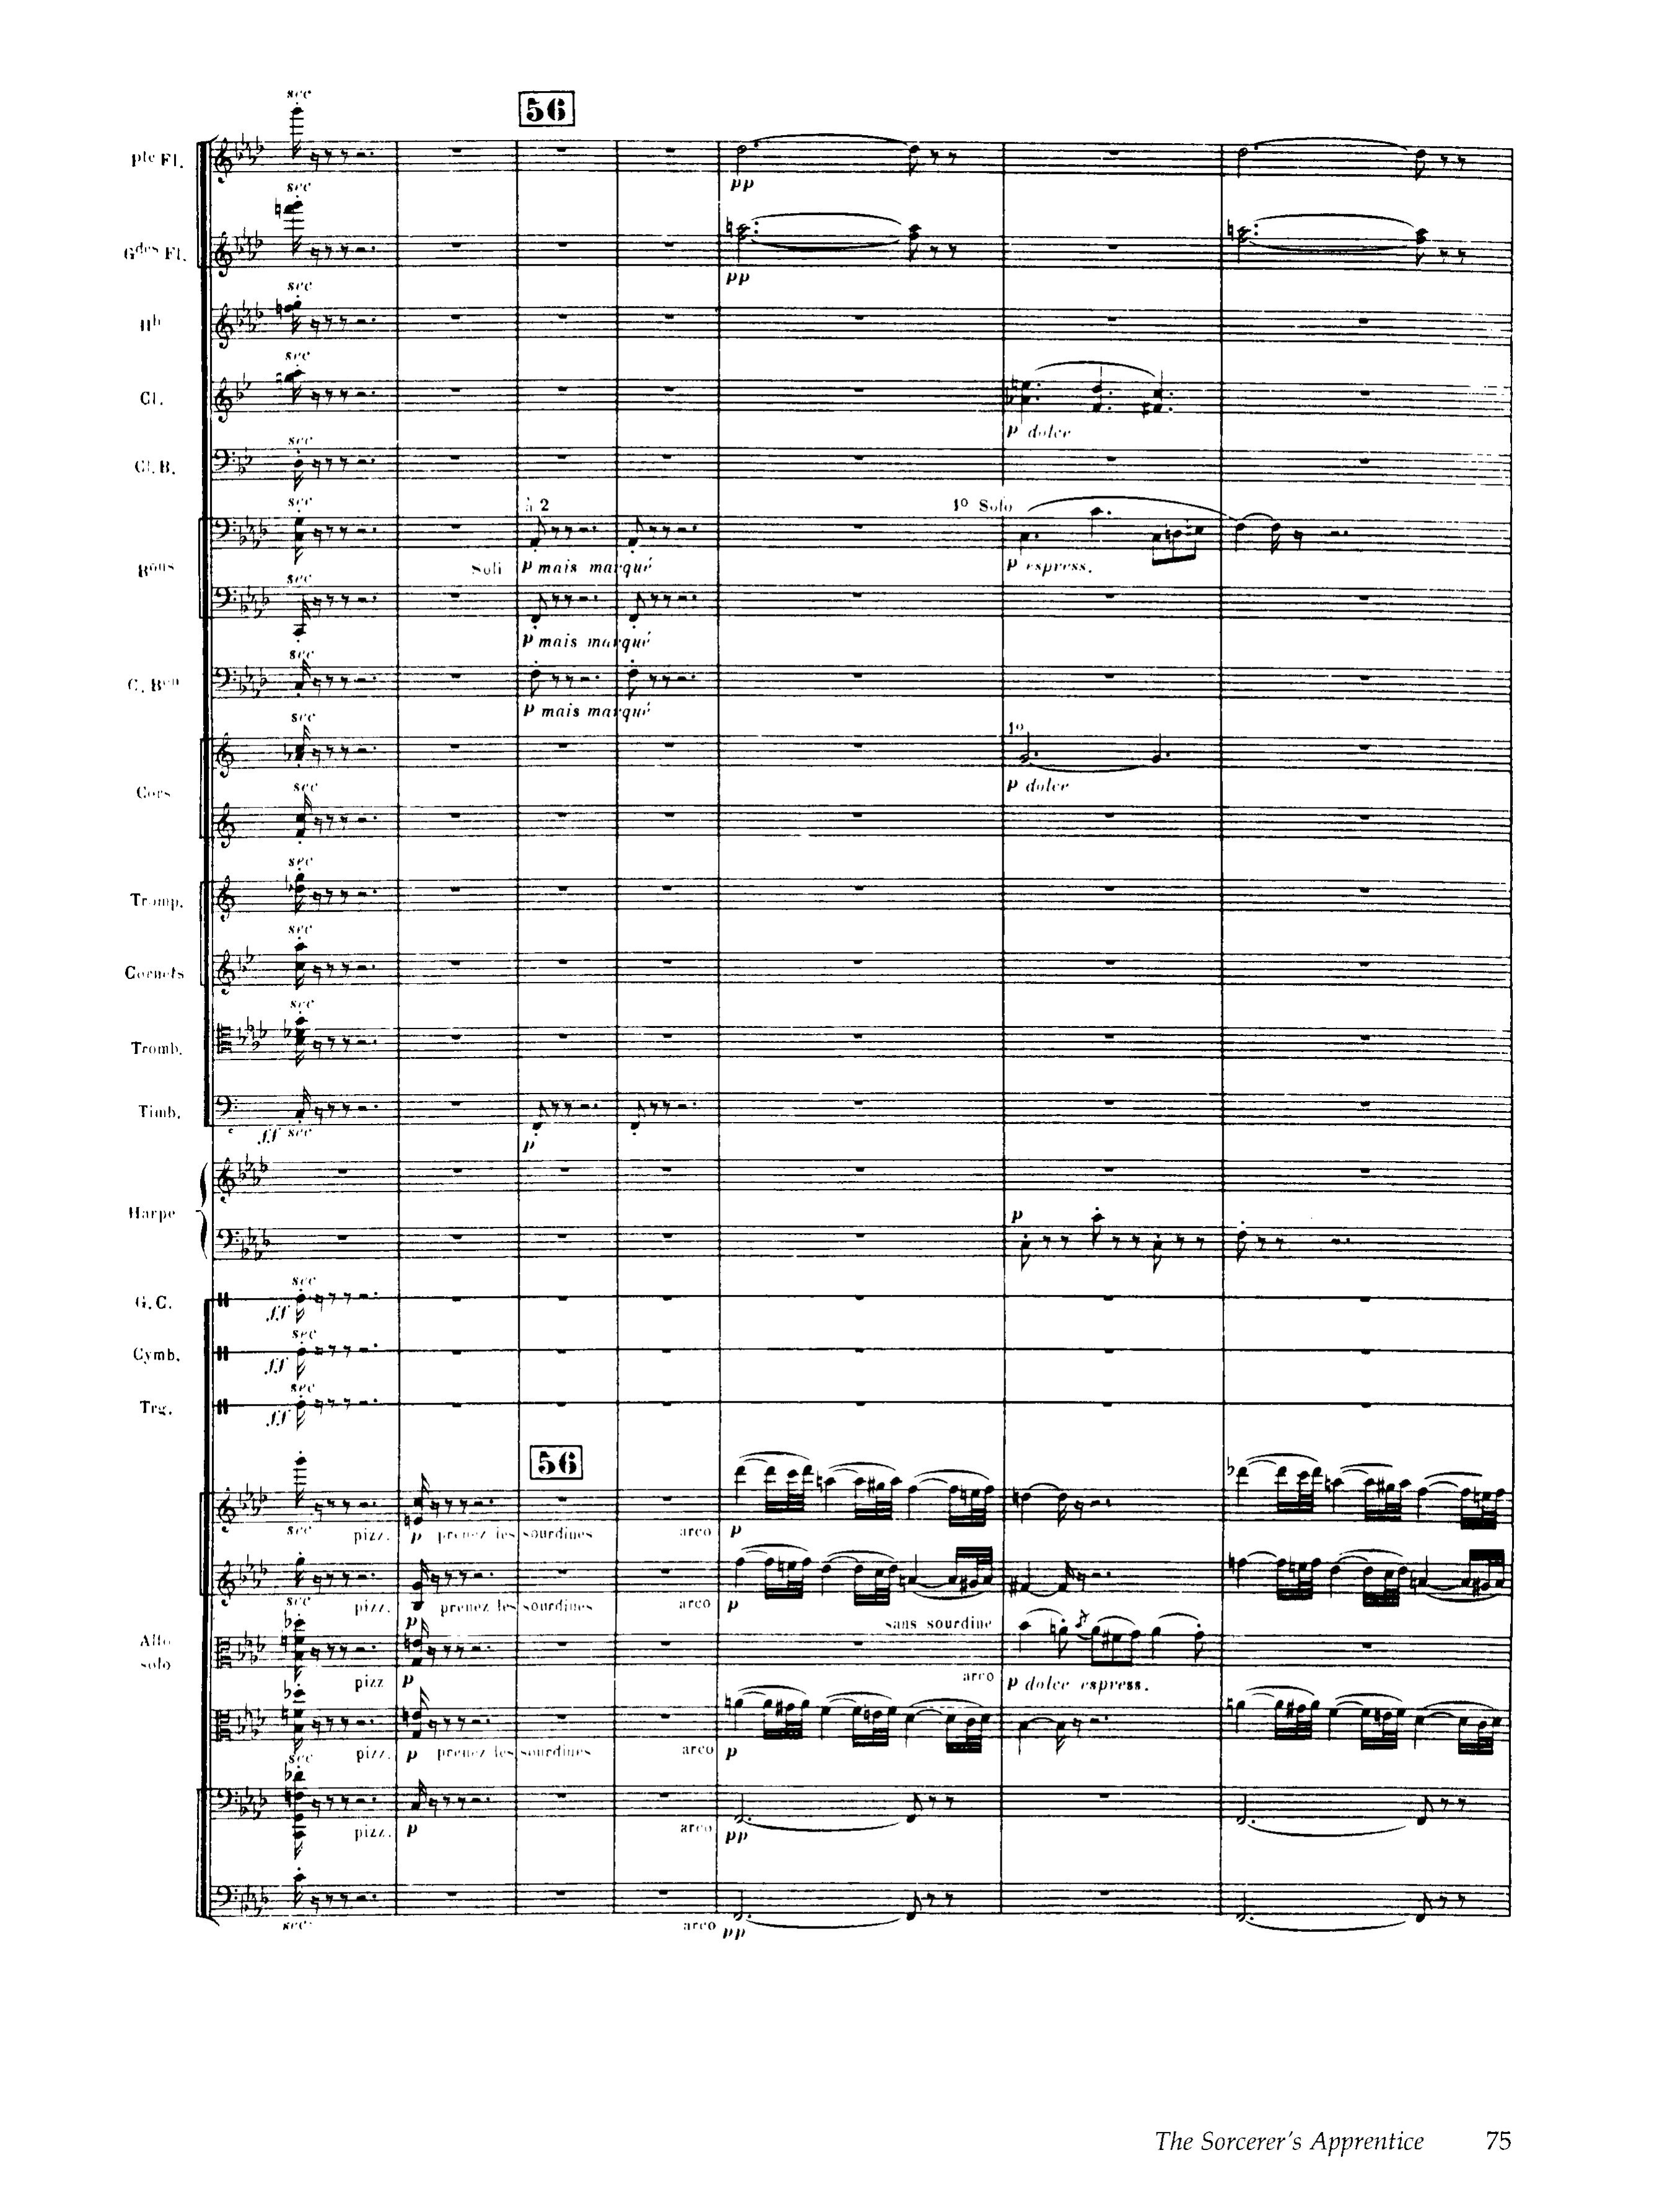 sec
56
pte Fl.
sec
pp
Gdes Fl.
pp
sec
Hb
sec
Cl.
p dolce
sec
Cl. B.
sec
à 2
1º Solo
Soli p mais marqué
p express.
Bons
sec
p mais marqué
sec
C. Bon
p mais marqué
sec
1º
p dolce
Cors
sec
sec
Tromp.
sec
Cornets
sec
Tromb.
Timb.
ff sec
p
p
Harpe
sec
G. C.
ff
sec
Cymb.
ff
sec
Trg.
ff
56
sec pizz. p prenez les sourdines arco p
sec pizz. p prenez les sourdines arco p
sans sourdine
Alto
solo
pizz p
arco p dolce espress.
sec pizz. p prenez les sourdines arco p
pizz. p arco pp
sec arco pp
The Sorcerer's Apprentice 75